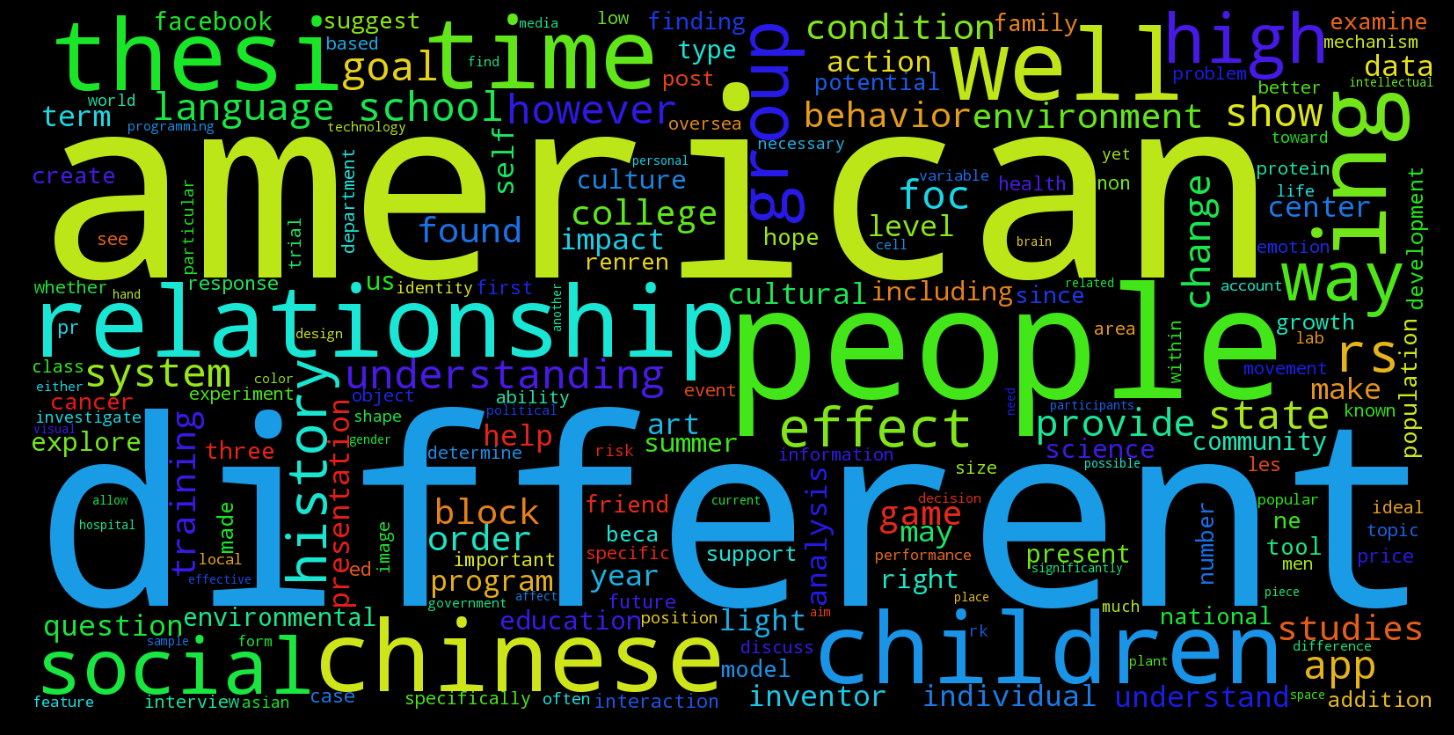 facebook suggest media low finding condition family high examine
thesi time based find type well mechanism
goal post action potential problem data
world language school however group better intellectual
term programming technology oversea behavior environment show
self necessary toward ing
create department personal culture variable health yet non protein
american
particular trial college foc change life center
see found impact hope level cell brain emotion development
renren
whether response us identity first cultural including since related account way
hand
relationship people
pr design another area within growth
class system history understanding event movement lab rs
either experiment color object ability make
cancer shape political art effect need participants state known population
investigate presentation help provide
visual gender summer science community
explore training three determine risk information possible
different
size les
allow image block friend current analysis decision game popular ideal
hospital made order beca may number ne topic
local important specific support performance present tool price
ed program year right significantly men
effective government affect future place piece
question environmental education position light aim much national
sample form discuss rk studies
social chinese model children plant difference app
feature interview asian case specifically often interaction inventor individual understand space addition